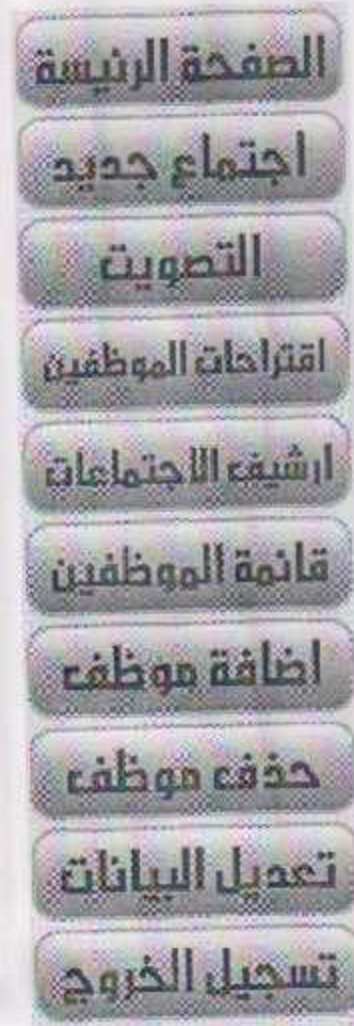 الصفحة الرئيسة
اجتماع جديد
التصويت
اقتراحات الموظفين
ارشيف الاجتماعات
قائمة الموظفين
اضافة موظف
حذف موظف
تعديل البيانات
تسجيل الخروج